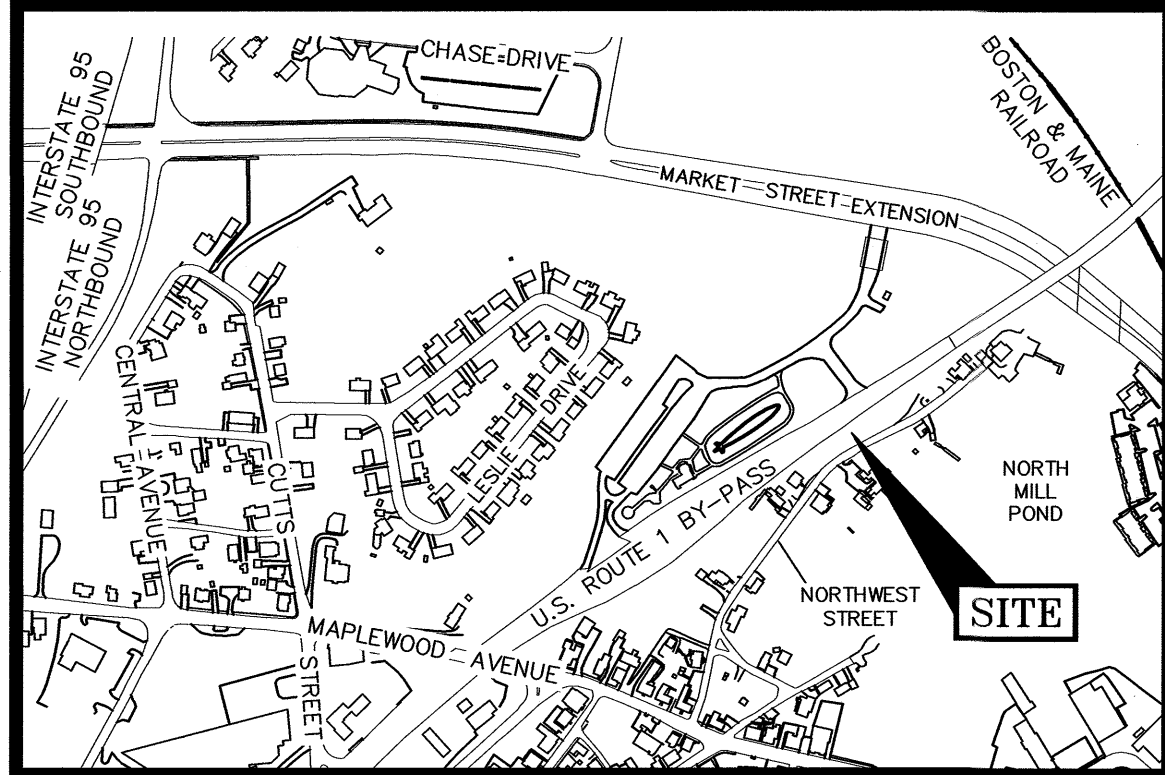 CHASE DRIVE
BOSTON & MAINE
RAILROAD
INTERSTATE 95
SOUTHBOUND
MARKET STREET EXTENSION
INTERSTATE 95
NORTHBOUND
CENTRAL AVENUE
CUTTS
STREET
LESLIE DRIVE
U.S. ROUTE 1 BY-PASS
NORTH
MILL
POND
NORTHWEST
STREET
SITE
MAPLEWOOD AVENUE